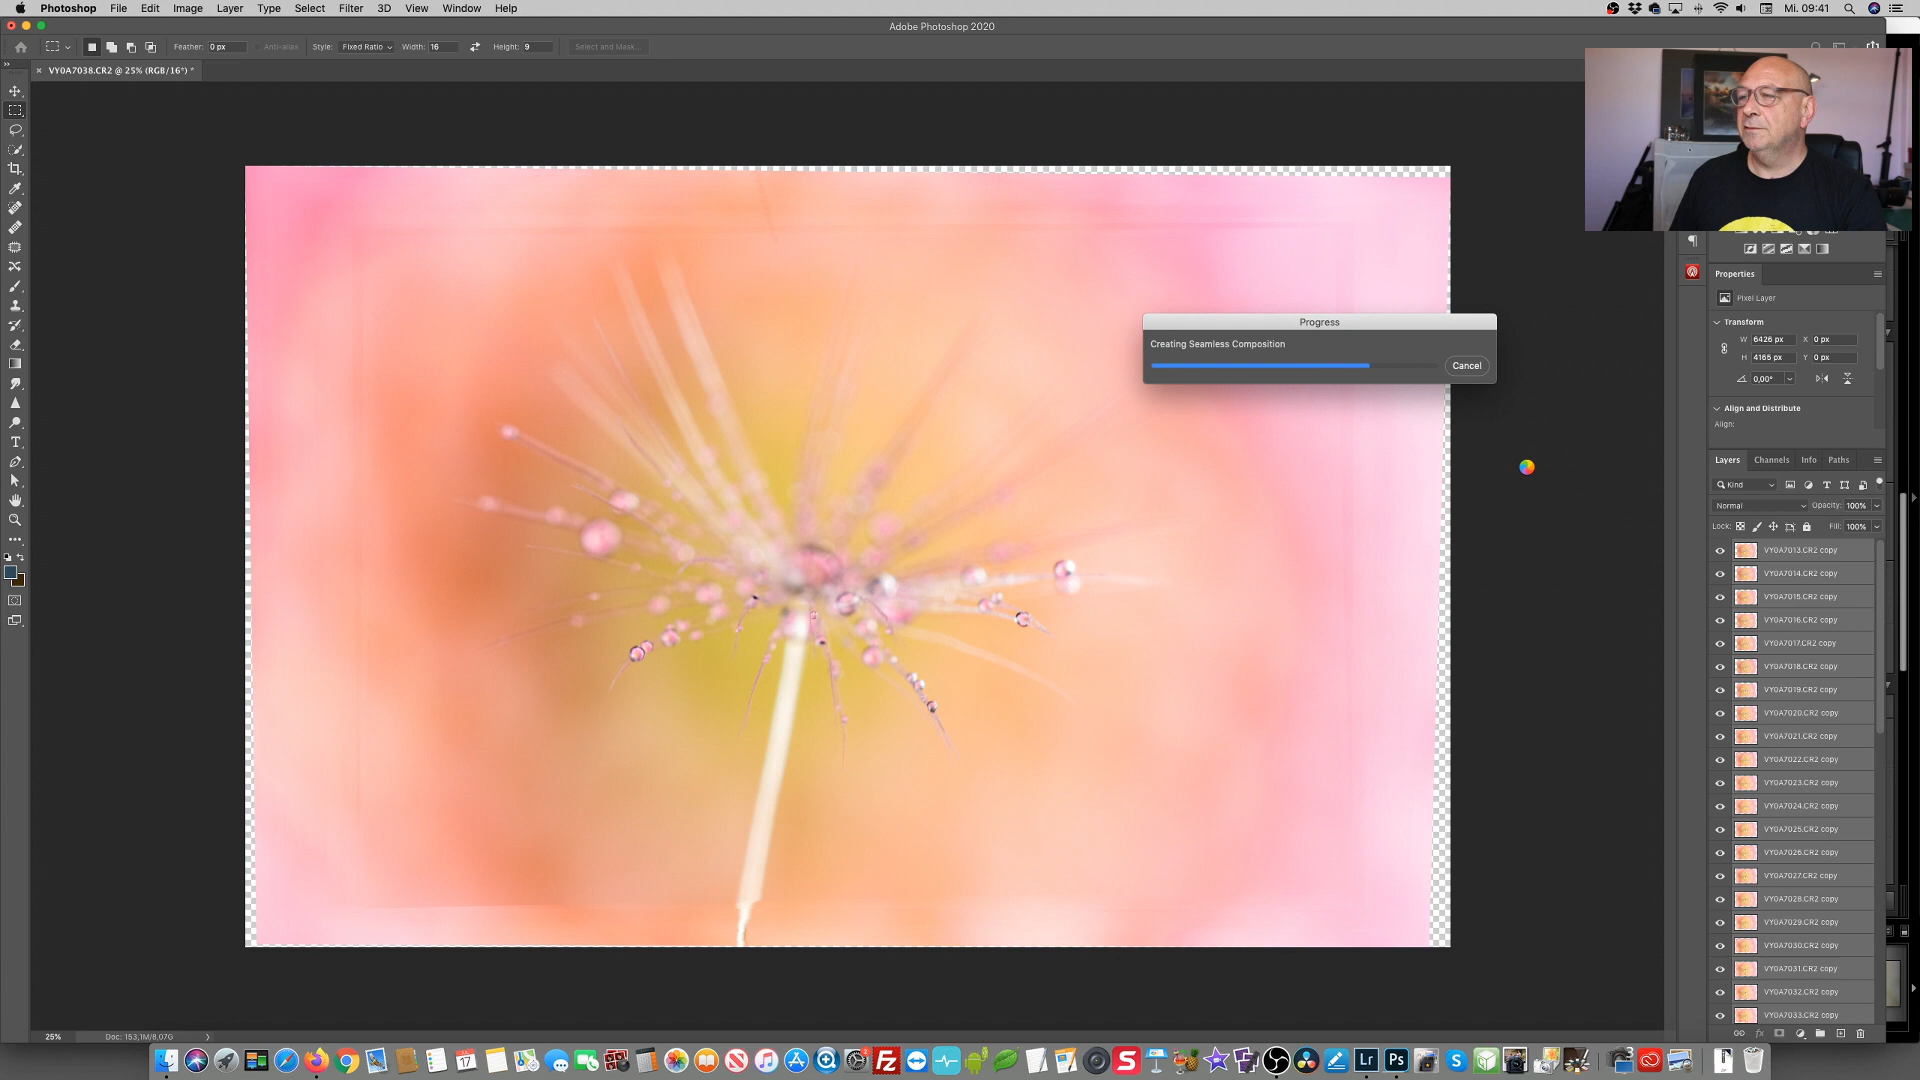 Photoshop File Edit Image Layer Type Select Filter 3D View Window Help Mi. 09:41
Adobe Photoshop 2020
Feather: 0 px Anti-alias Style: Fixed Ratio Width: 16 Height: 9 Select and Mask...
VY0A7038.CR2 @ 25% (RGB/16*) *
Properties
Pixel Layer
Progress
Transform
Creating Seamless Composition
W 6426 px X 0 px
H 4165 px Y 0 px
Cancel
0,00°
Align and Distribute
Align:
Layers Channels Info Paths
Kind
Normal Opacity: 100%
Lock: Fill: 100%
VY0A7013.CR2 copy
VY0A7014.CR2 copy
VY0A7015.CR2 copy
VY0A7016.CR2 copy
VY0A7017.CR2 copy
VY0A7018.CR2 copy
VY0A7019.CR2 copy
VY0A7020.CR2 copy
VY0A7021.CR2 copy
VY0A7022.CR2 copy
VY0A7023.CR2 copy
VY0A7024.CR2 copy
VY0A7025.CR2 copy
VY0A7026.CR2 copy
VY0A7027.CR2 copy
VY0A7028.CR2 copy
VY0A7029.CR2 copy
VY0A7030.CR2 copy
VY0A7031.CR2 copy
VY0A7032.CR2 copy
VY0A7033.CR2 copy
25% Doc: 153,1M/8,07G
17
Fz
S
Lr
Ps